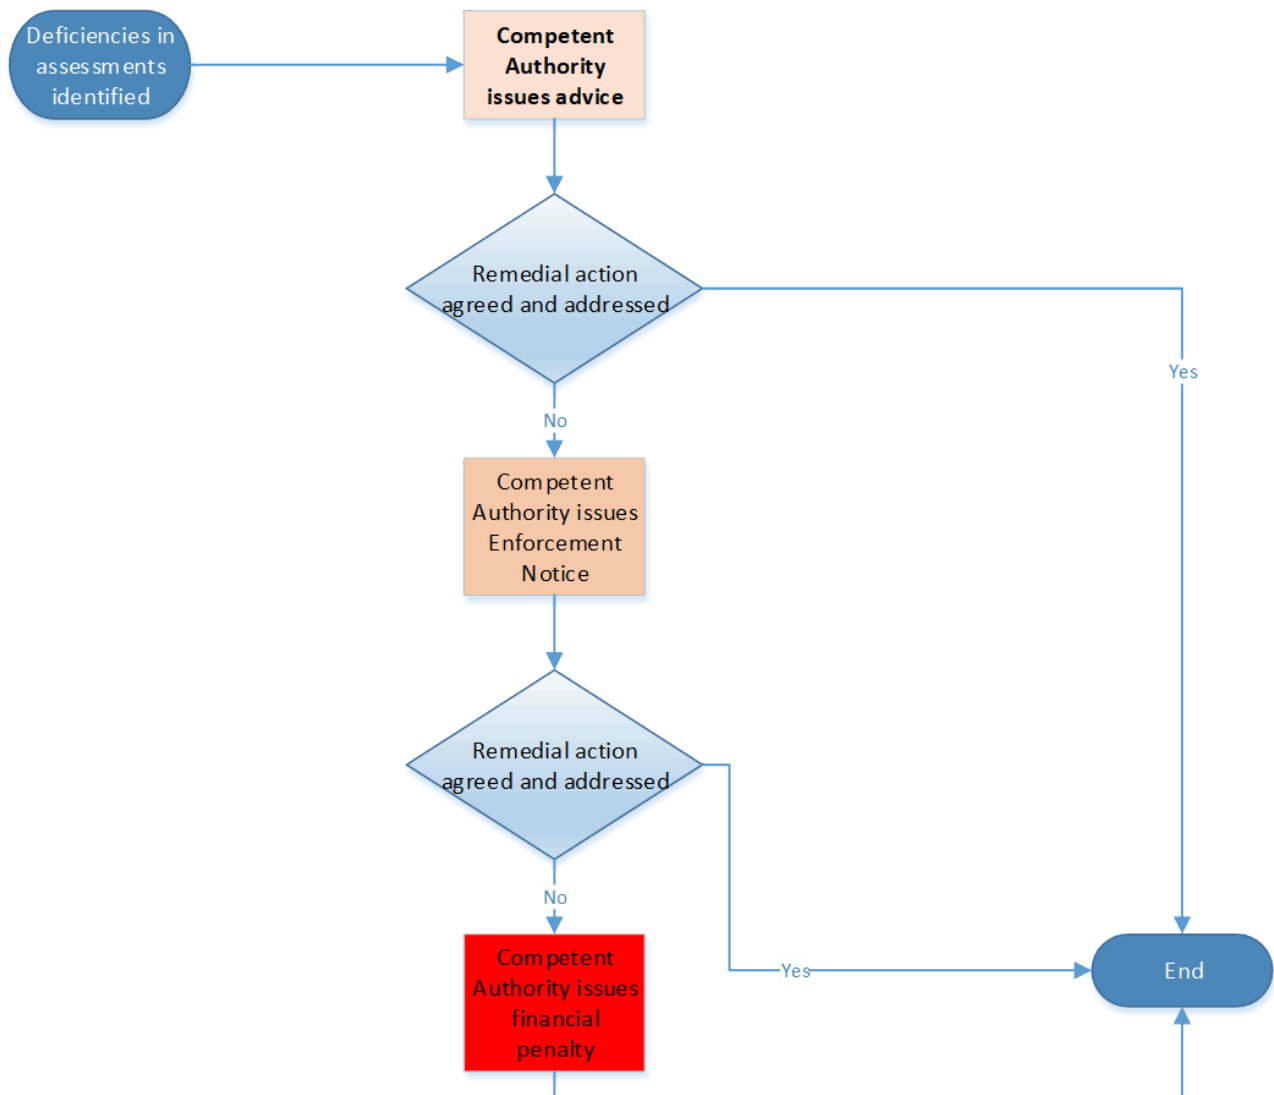 Deficiencies in
assessments
identified
Competent
Authority
issues advice
Remedial action
agreed and addressed
Yes
No
Competent
Authority issues
Enforcement
Notice
Remedial action
agreed and addressed
No
Competent
Authority issues
financial
penalty
Yes
End